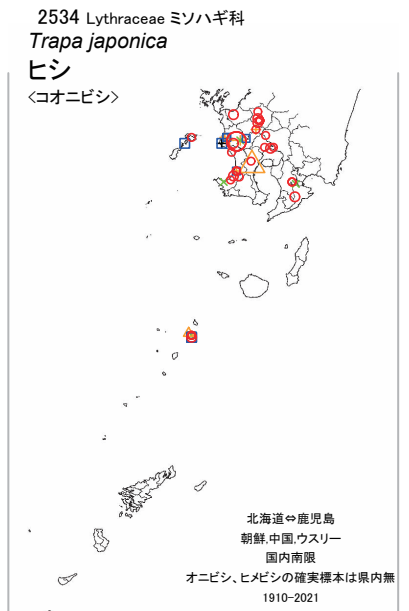 2534 Lythraceae ミソハギ科
Trapa japonica
ヒシ
<コオニビシ>
北海道⇔鹿児島
朝鮮,中国,ウスリー
国内南限
オニビシ、ヒメビシの確実標本は県内無
1910-2021